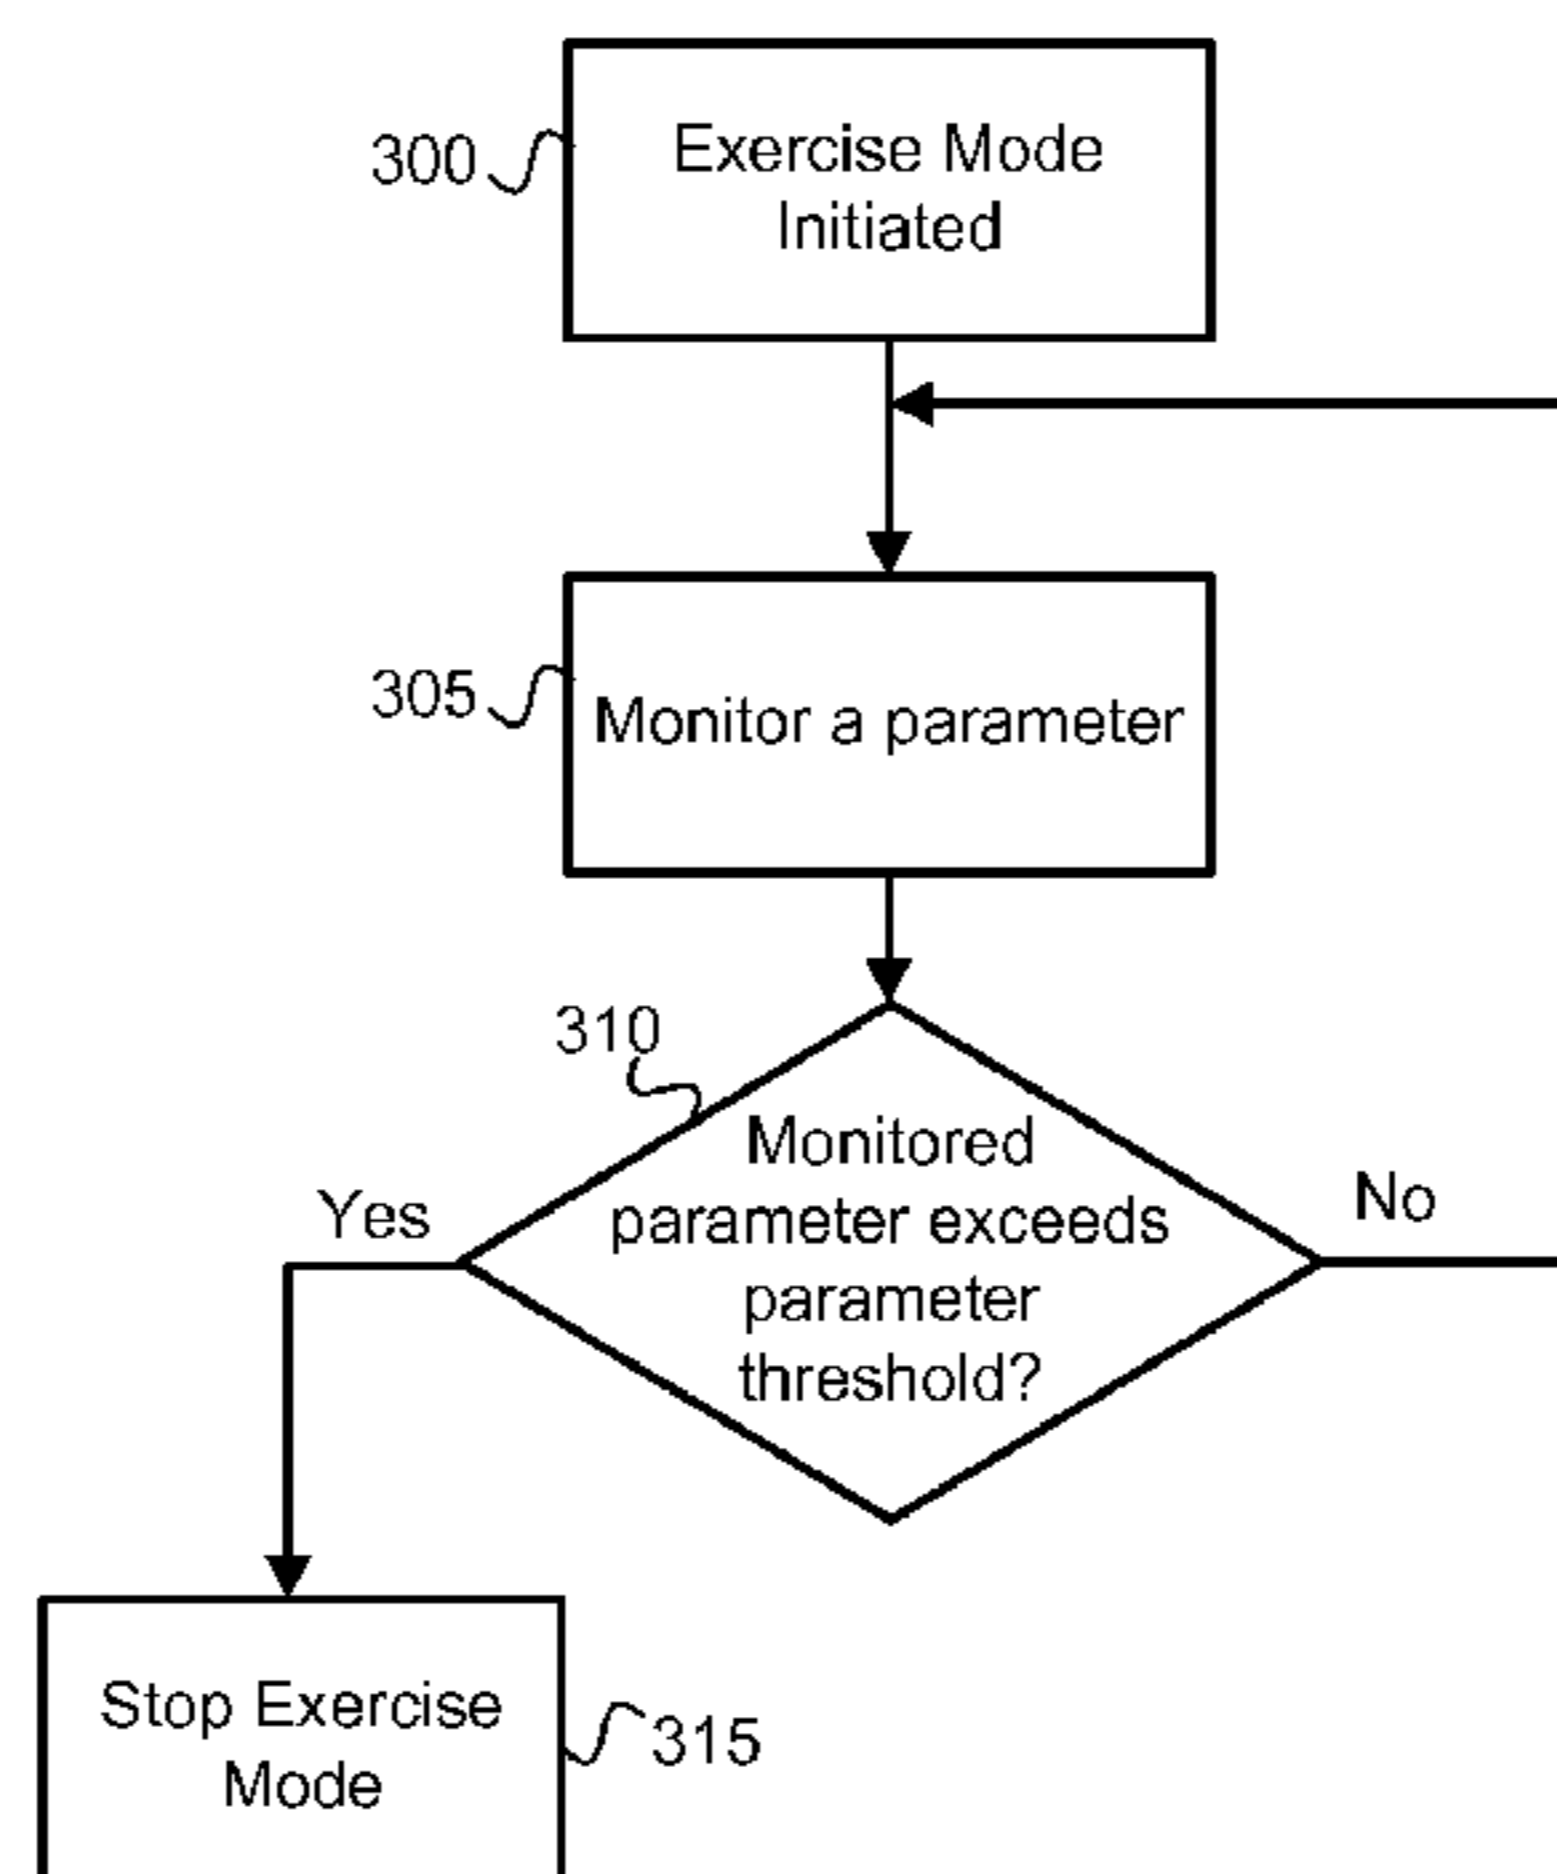 300
Exercise Mode
Initiated
305
Monitor a parameter
310
Monitored
parameter exceeds
parameter
threshold?
Yes
No
Stop Exercise
Mode
315